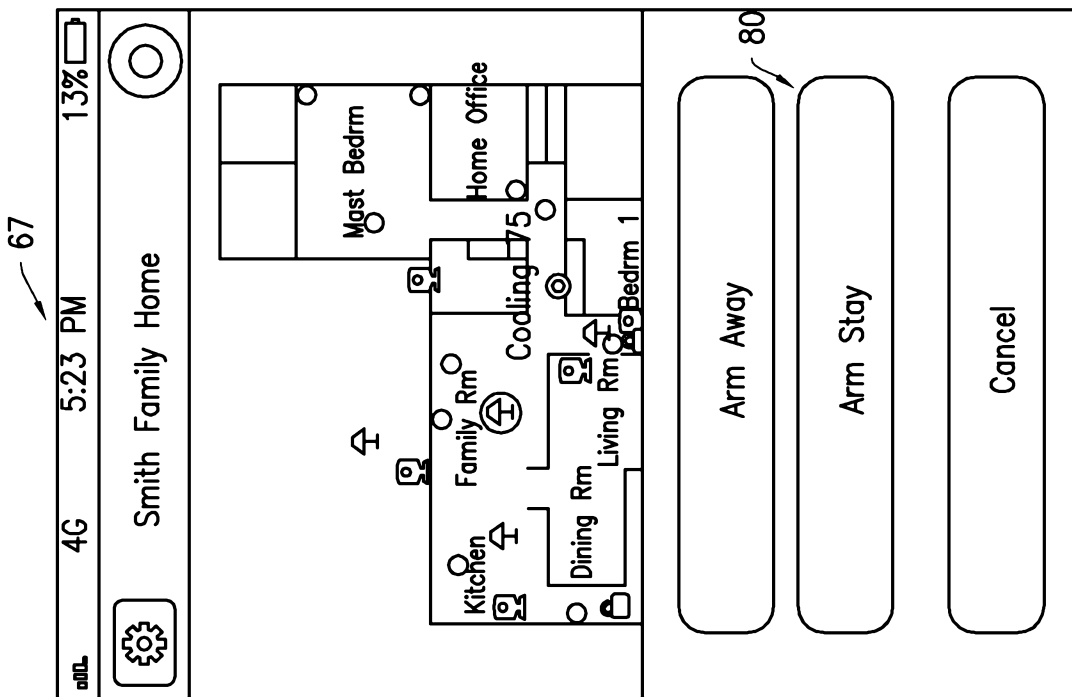 67
4G 5:23 PM 13%
Smith Family Home
Mast Bedrm
Home Office
Kitchen
Family Rm
Cooling 75
Dining Rm
Living Rm
Bedrm 1
80
Arm Away
Arm Stay
Cancel